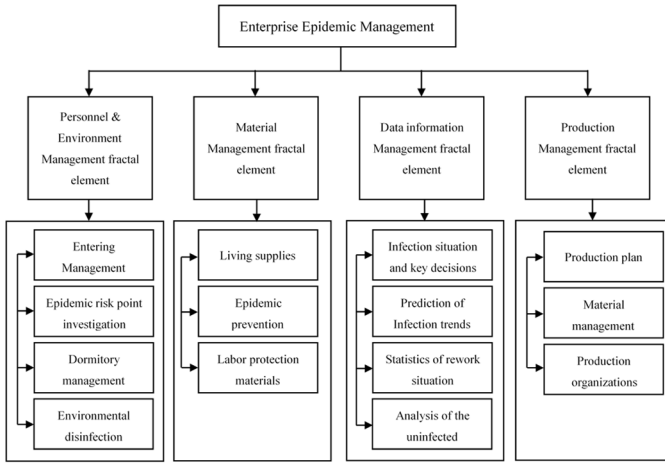 Enterprise Epidemic Management
Personnel &
Environment
Management fractal
element
Material
Management fractal
element
Data information
Management fractal
element
Production
Management fractal
element
Entering
Management
Epidemic risk point
investigation
Dormitory
management
Environmental
disinfection
Living supplies
Epidemic
prevention
Labor protection
materials
Infection situation
and key decisions
Prediction of
Infection trends
Statistics of rework
situation
Analysis of the
uninfected
Production plan
Material
management
Production
organizations